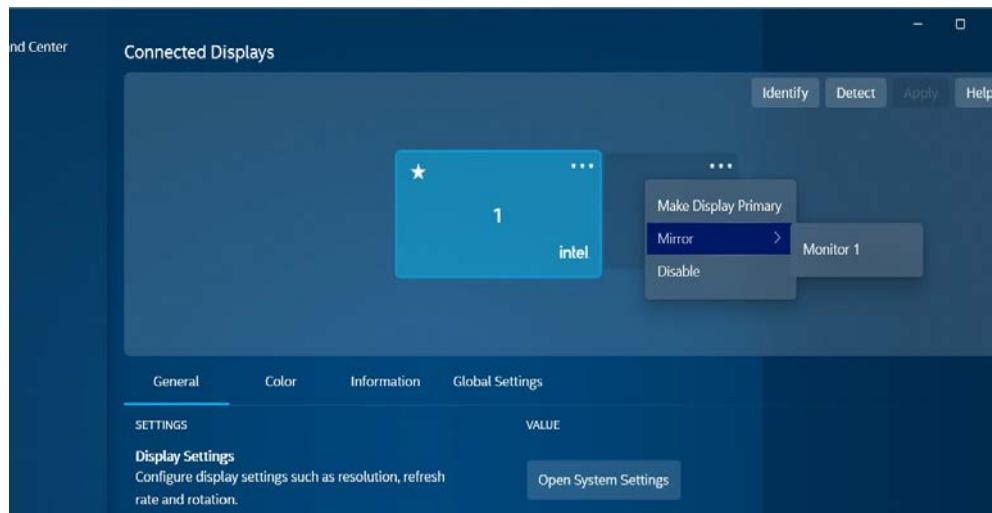 nd Center
Connected Displays
Identify Detect Apply Help
1
intel
Make Display Primary
Mirror
Monitor 1
Disable
General Color Information Global Settings
SETTINGS VALUE
Display Settings
Configure display settings such as resolution, refresh
rate and rotation.
Open System Settings